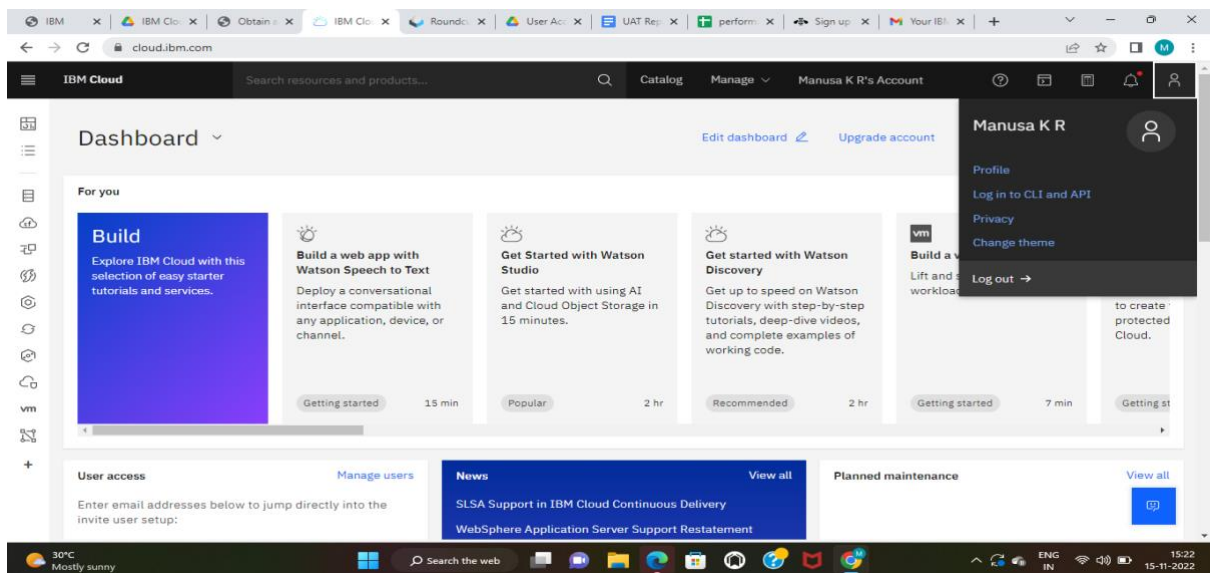 IBM
IBM Clo
Obtain
IBM Clo
Roundcu
User Acc
UAT Rep
perform
Sign up
Your IBM
cloud.ibm.com
M
IBM Cloud
Search resources and products...
Catalog
Manage
Manusa K R's Account
Dashboard
Edit dashboard
Upgrade account
Manusa K R
Profile
Log in to CLI and API
Privacy
Change theme
Log out →
For you
Build
Explore IBM Cloud with this
selection of easy starter
tutorials and services.
Build a web app with
Watson Speech to Text
Deploy a conversational
interface compatible with
any application, device, or
channel.
Getting started 15 min
Get Started with Watson
Studio
Get started with using AI
and Cloud Object Storage in
15 minutes.
Popular 2 hr
Get started with Watson
Discovery
Get up to speed on Watson
Discovery with step-by-step
tutorials, deep-dive videos,
and complete examples of
working code.
Recommended 2 hr
vm
Build a v
Lift and s
workloa
Getting started 7 min
to create
protected
Cloud.
Getting st
vm
User access
Manage users
Enter email addresses below to jump directly into the
invite user setup:
News
View all
SLSA Support in IBM Cloud Continuous Delivery
WebSphere Application Server Support Restatement
Planned maintenance
View all
30°C
Mostly sunny
Search the web
ENG
IN
15:22
15-11-2022